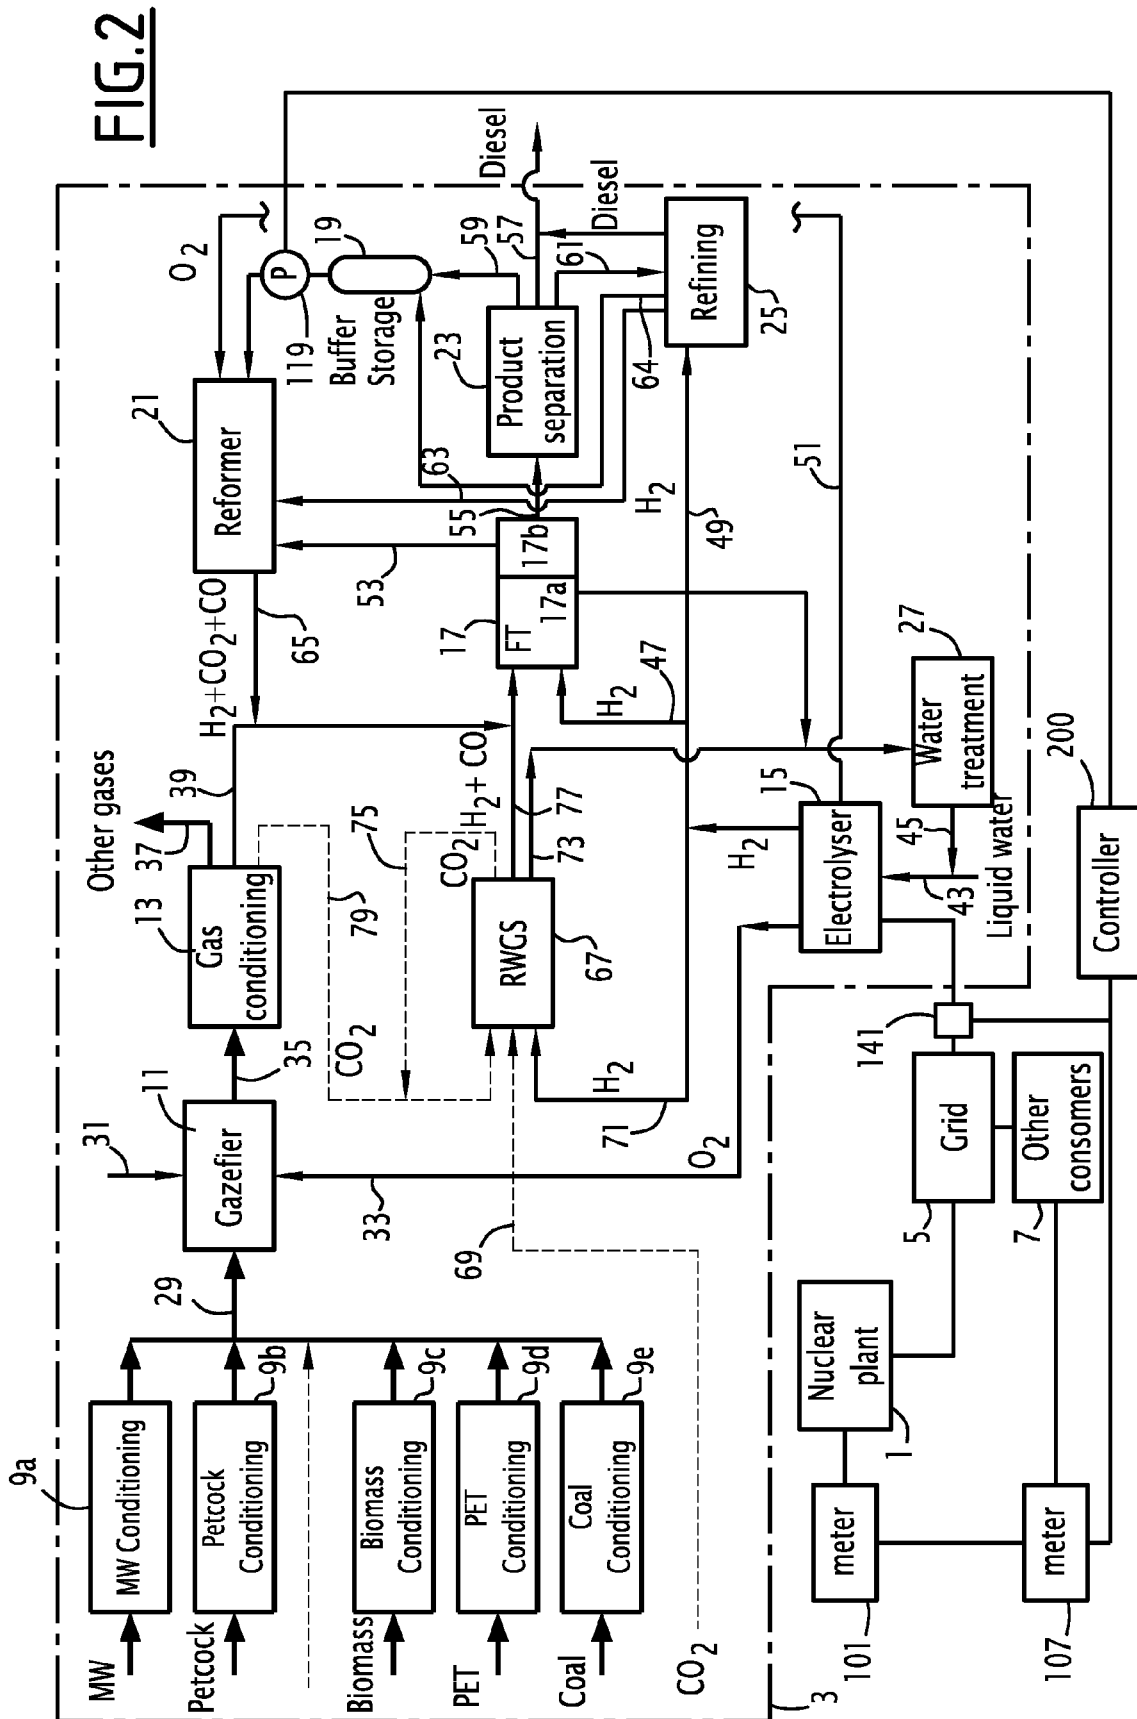 FIG.2
9a
MW
MW Conditioning
Petcock
Petcock
Conditioning
9b
Biomass
Biomass
Conditioning
9c
PET
PET
Conditioning
9d
Coal
Coal
Conditioning
9e
CO2
29
31
Gazefier
11
33
35
13
Gas
conditioning
Other gases
37
39
79
CO2
75
CO2
69
RWGS
67
H2
71
O2
H2+ CO
77
73
H2+CO2+CO
65
Reformer
21
O2
P
119
Buffer
Storage
19
53
63
17
FT
17a
17b
55
23
Product
separation
59
57
61
Diesel
Diesel
64
Refining
25
H2
49
H2
47
51
H2
Electrolyser
15
43
45
Liquid water
Water
treatment
27
200
Controller
141
Grid
5
Other
consomers
7
Nuclear
plant
1
meter
101
meter
107
3